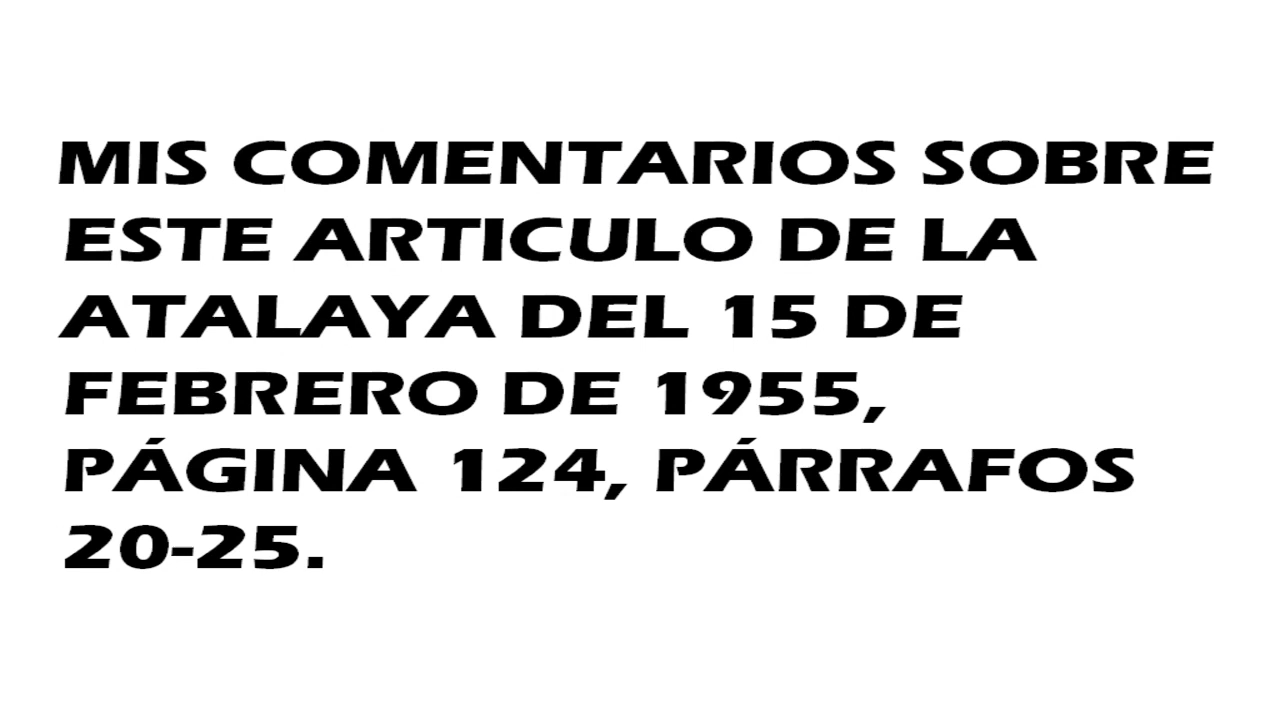 MIS COMENTARIOS SOBRE
ESTE ARTICULO DE LA
ATALAYA DEL 15 DE
FEBRERO DE 1955,
PÁGINA 124, PÁRRAFOS
20-25.